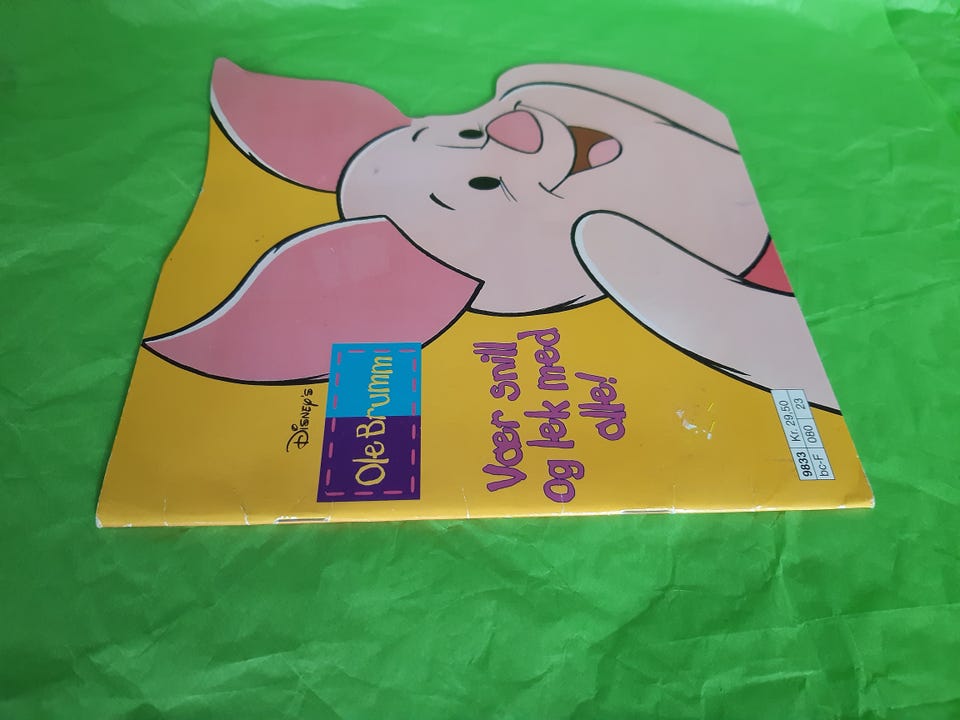 Disney's
Ole Brumm
Vær snill
og lek med
alle!
9833 Kr. 29,50
bc-F 080 23